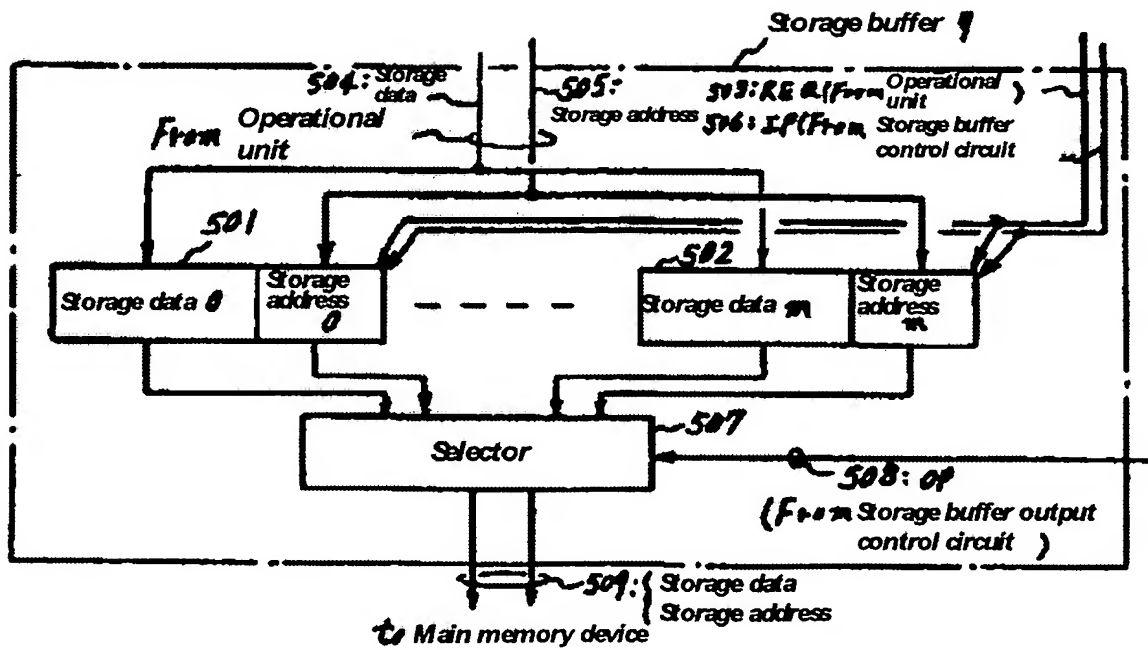 Storage buffer 9
504: Storage data
505: Storage address
503: REQ (From Operational unit )
506: IP (From Storage buffer control circuit
From Operational unit
501
Storage data 0
Storage address 0
502
Storage data m
Storage address m
507
Selector
508: OP
(From Storage buffer output control circuit )
509: { Storage data
{ Storage address
to Main memory device